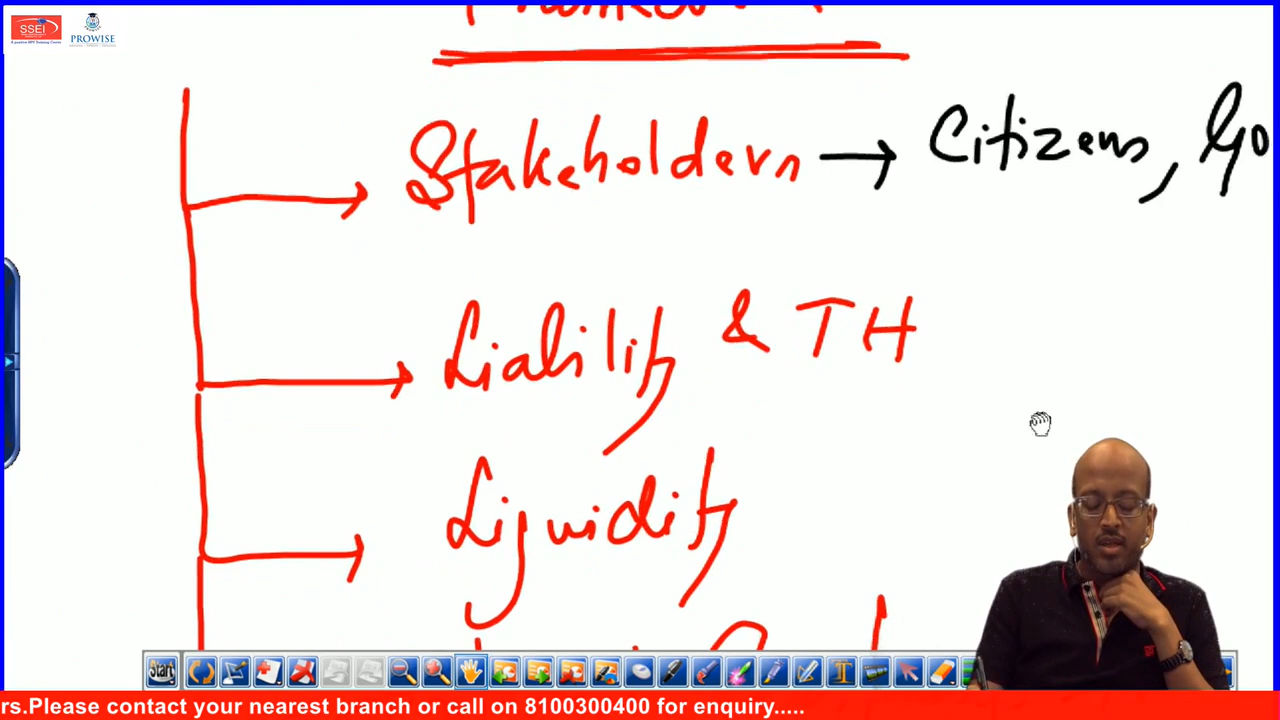 SSEI
PROWISE
Stakeholders → Citizens, Go
Liability & TH
Liquidity
Start
rs.Please contact your nearest branch or call on 8100300400 for enquiry.....